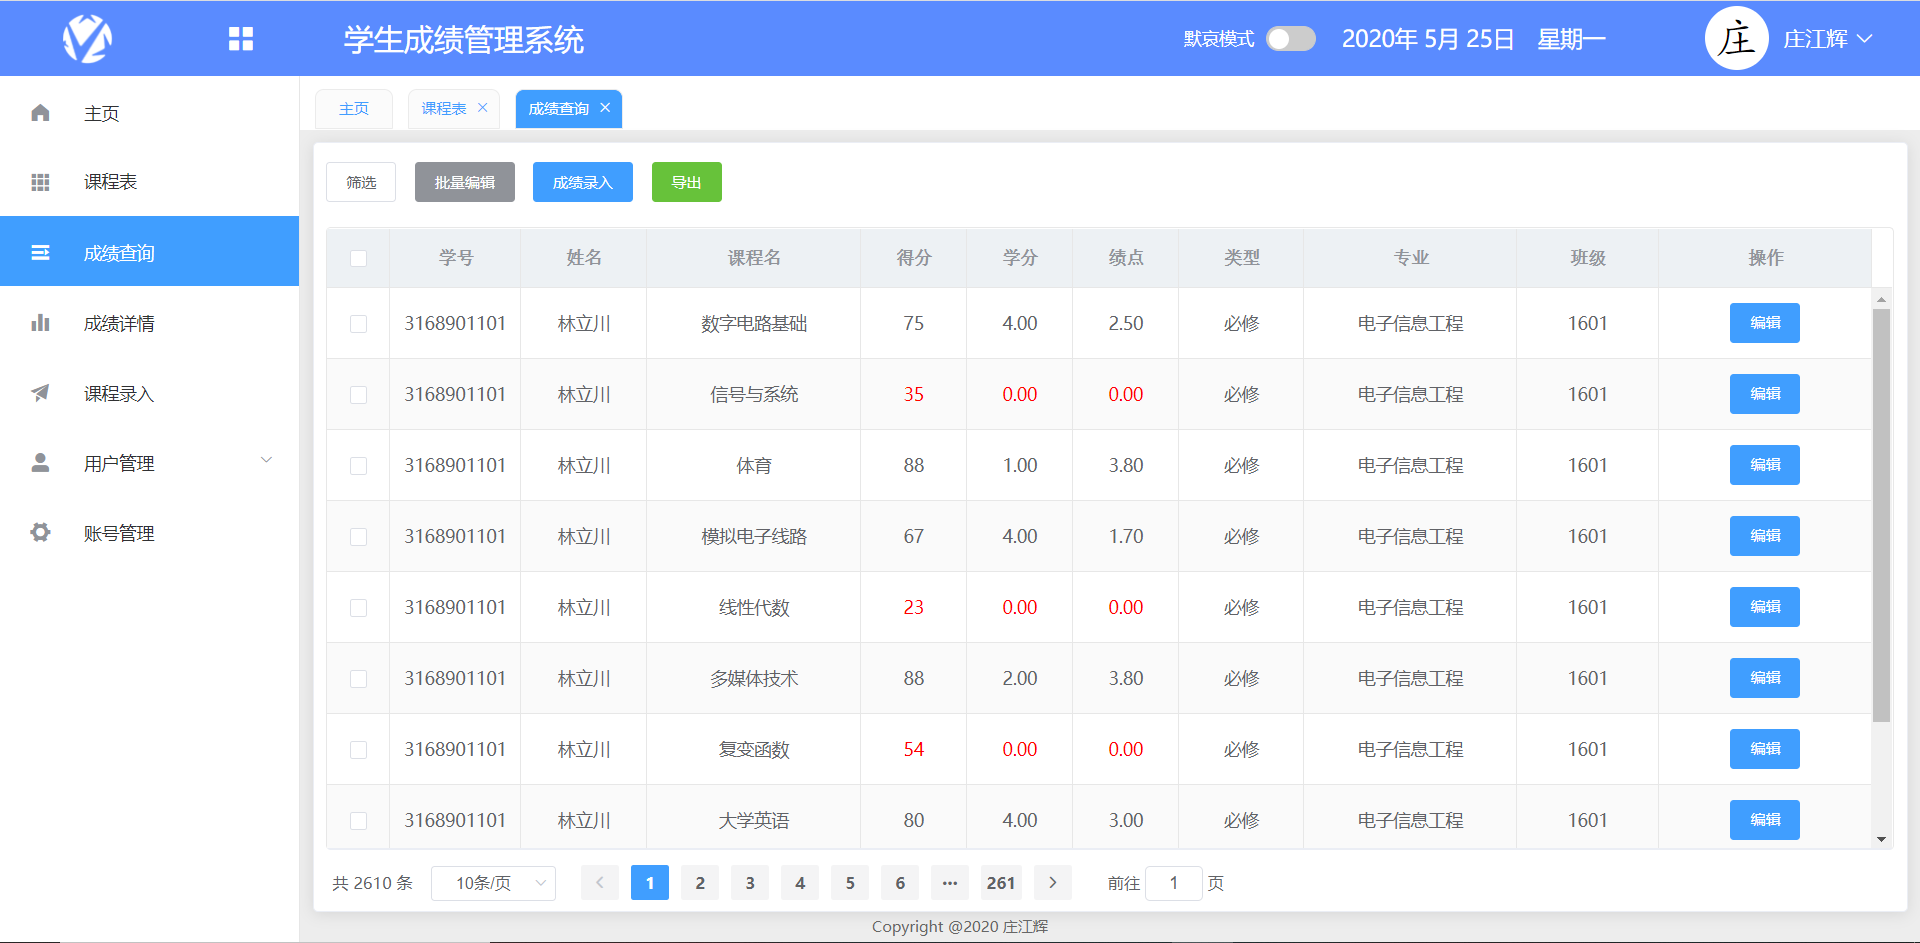 学生成绩管理系统
默哀模式 2020年 5月 25日 星期一 庄 庄江辉
主页
课程表
成绩查询
成绩详情
课程录入
用户管理
账号管理
主页 课程表 成绩查询
筛选 批量编辑 成绩录入 导出
学号 姓名 课程名 得分 学分 绩点 类型 专业 班级 操作
3168901101 林立川 数字电路基础 75 4.00 2.50 必修 电子信息工程 1601 编辑
3168901101 林立川 信号与系统 35 0.00 0.00 必修 电子信息工程 1601 编辑
3168901101 林立川 体育 88 1.00 3.80 必修 电子信息工程 1601 编辑
3168901101 林立川 模拟电子线路 67 4.00 1.70 必修 电子信息工程 1601 编辑
3168901101 林立川 线性代数 23 0.00 0.00 必修 电子信息工程 1601 编辑
3168901101 林立川 多媒体技术 88 2.00 3.80 必修 电子信息工程 1601 编辑
3168901101 林立川 复变函数 54 0.00 0.00 必修 电子信息工程 1601 编辑
3168901101 林立川 大学英语 80 4.00 3.00 必修 电子信息工程 1601 编辑
共 2610 条 10条/页 1 2 3 4 5 6 ··· 261 前往 1 页
Copyright @2020 庄江辉